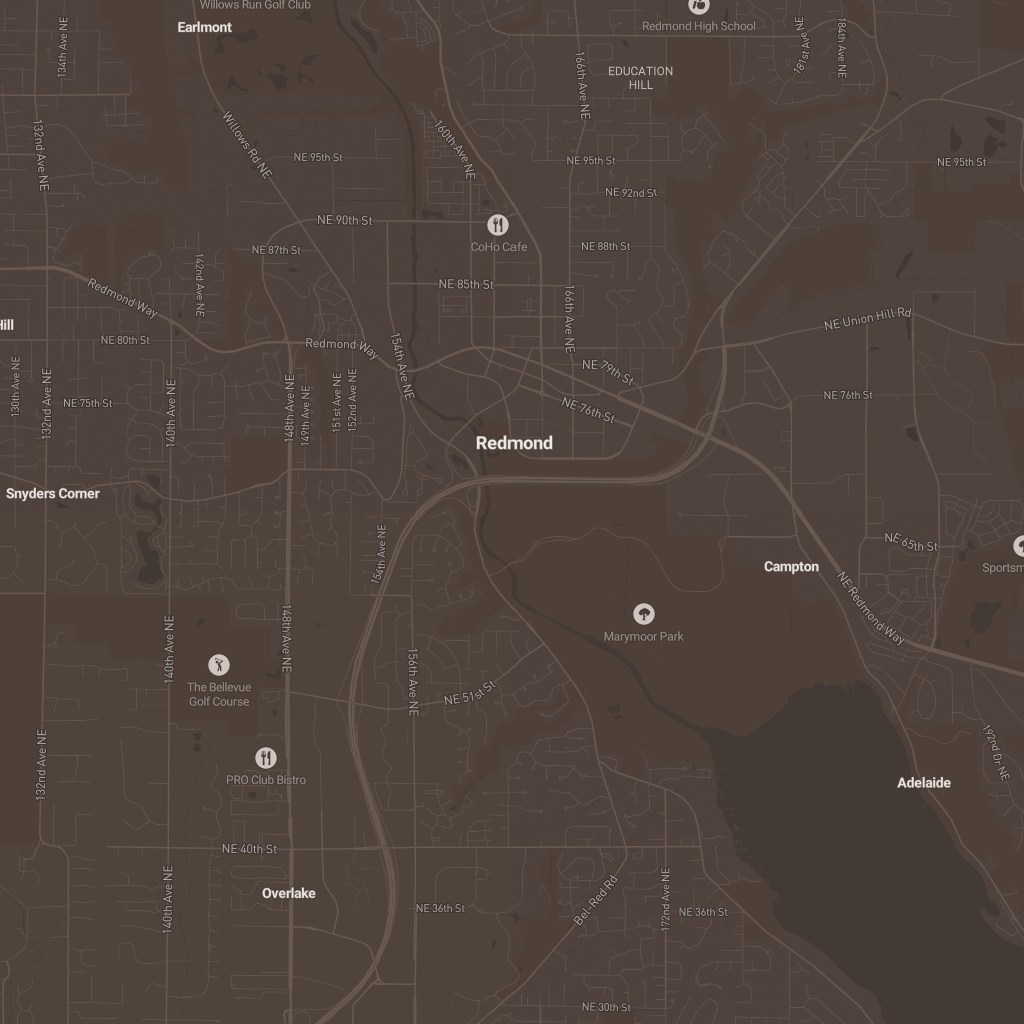 Willows Run Golf Club
Earlmont
Redmond High School
134th Ave NE
181st Ave NE
184th Ave NE
166th Ave NE
EDUCATION
HILL
132nd Ave NE
Willows Rd NE
160th Ave NE
NE 95th St
NE 95th St
NE 95th St
NE 92nd St
NE 90th St
CoHo Cafe
NE 87th St
NE 88th St
142nd Ave NE
NE 85th St
166th Ave NE
Redmond Way
NE Union Hill Rd
Hill
NE 80th St
Redmond Way
154th Ave NE
NE 79th St
130th Ave NE
132nd Ave NE
140th Ave NE
148th Ave NE
149th Ave NE
151st Ave NE
152nd Ave NE
NE 75th St
NE 76th St
NE 76th St
Redmond
Snyders Corner
154th Ave NE
NE 65th St
Campton
Sportsm
NE Redmond Way
Marymoor Park
140th Ave NE
148th Ave NE
156th Ave NE
The Bellevue
Golf Course
NE 51st St
132nd Ave NE
192nd Dr NE
PRO Club Bistro
Adelaide
NE 40th St
140th Ave NE
Overlake
Bel-Red Rd
172nd Ave NE
NE 36th St
NE 36th St
NE 30th St